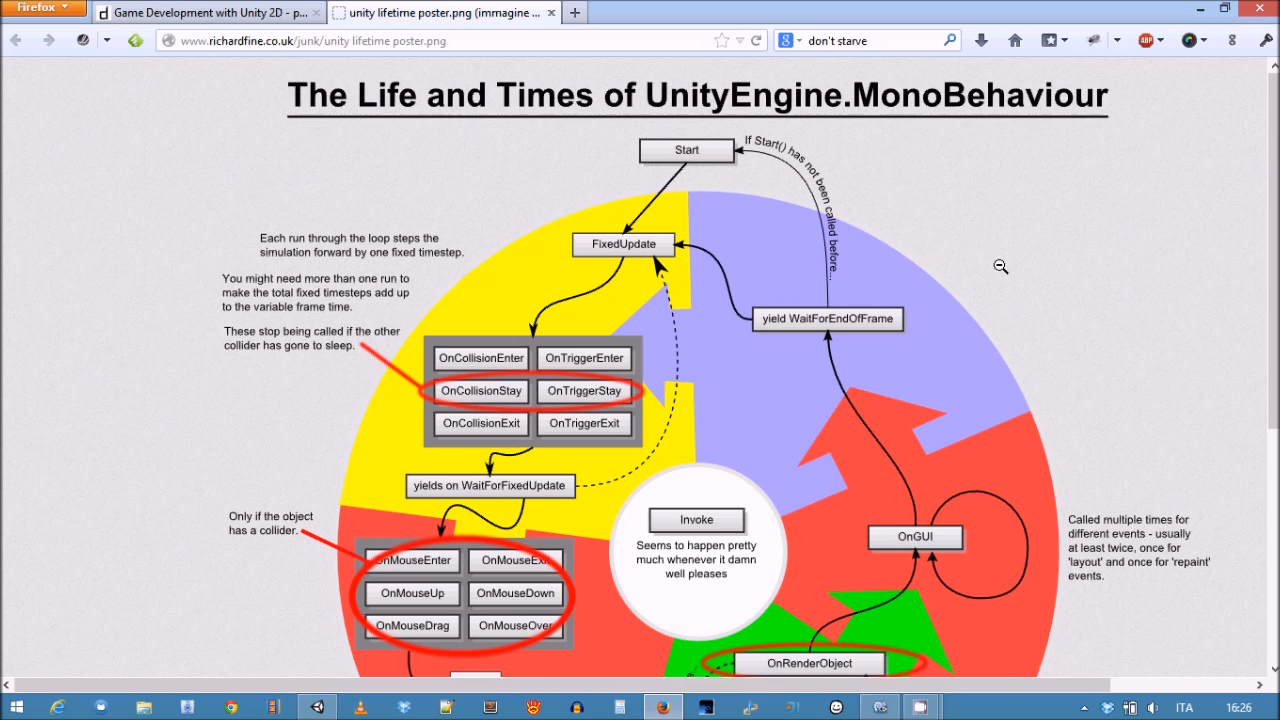 Firefox
Game Development with Unity 2D - p...
unity lifetime poster.png (immagine ...
www.richardfine.co.uk/junk/unity lifetime poster.png
don't starve
The Life and Times of UnityEngine.MonoBehaviour
Start
If Start() has not been called before...
FixedUpdate
Each run through the loop steps the
simulation forward by one fixed timestep.
You might need more than one run to
make the total fixed timesteps add up
to the variable frame time.
These stop being called if the other
collider has gone to sleep.
yield WaitForEndOfFrame
OnCollisionEnter
OnTriggerEnter
OnCollisionStay
OnTriggerStay
OnCollisionExit
OnTriggerExit
yields on WaitForFixedUpdate
Only if the object
has a collider.
Invoke
Seems to happen pretty
much whenever it damn
well pleases
OnGUI
Called multiple times for
different events - usually
at least twice, once for
'layout' and once for 'repaint'
events.
OnMouseEnter
OnMouseExit
OnMouseUp
OnMouseDown
OnMouseDrag
OnMouseOver
OnRenderObject
ITA
16:26